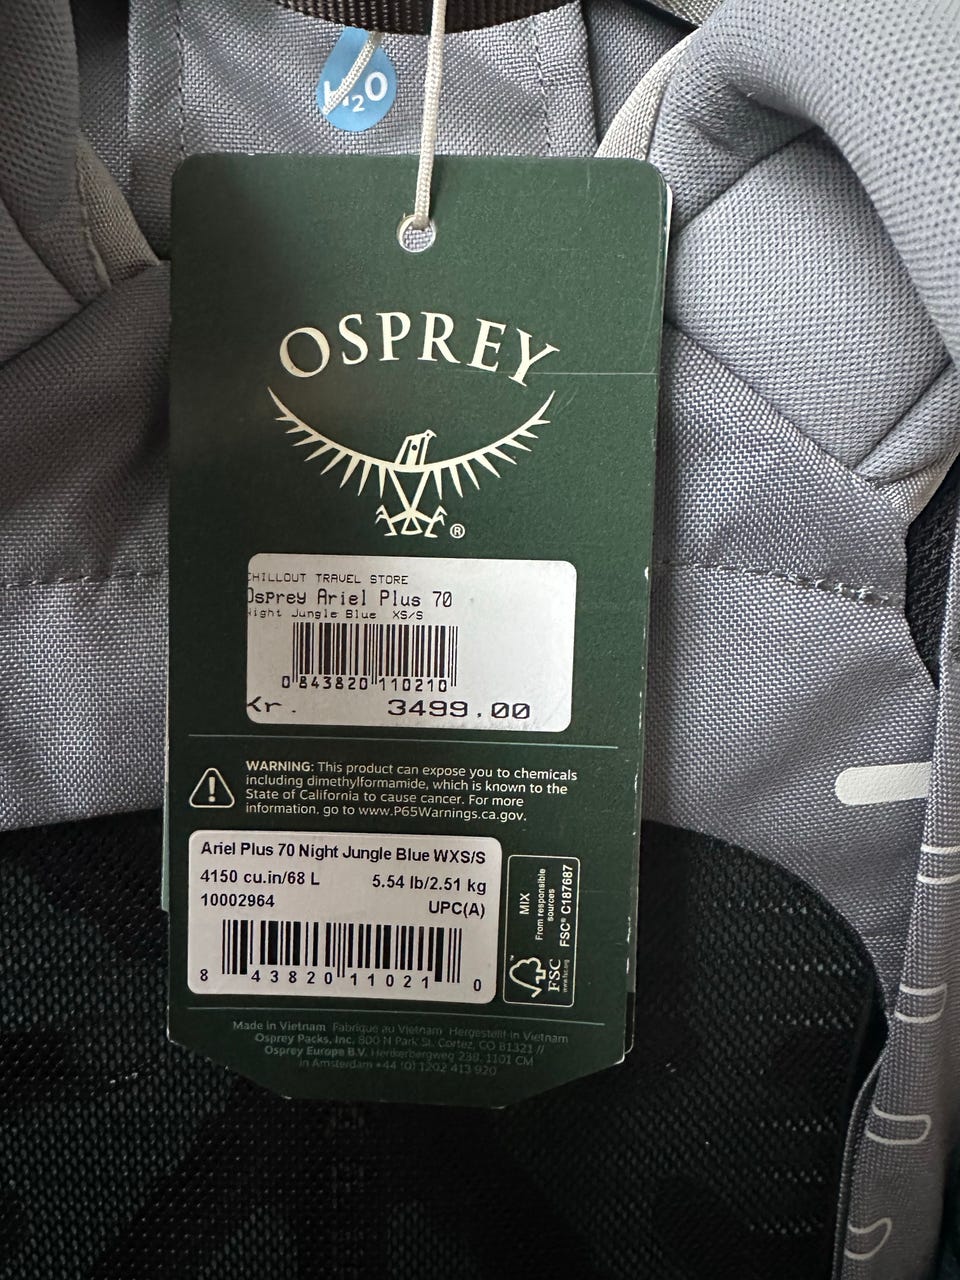 H₂O
OSPREY
®
CHILLOUT TRAVEL STORE
Osprey Ariel Plus 70
Night Jungle Blue XS/S
0 843820 110210
Kr. 3499.00
WARNING: This product can expose you to chemicals
including dimethylformamide, which is known to the
State of California to cause cancer. For more
information, go to www.P65Warnings.ca.gov.
Ariel Plus 70 Night Jungle Blue WXS/S
4150 cu.in/68 L 5.54 lb/2.51 kg
10002964 UPC(A)
8 43820 11021 0
MIX
From responsible
sources
FSC® C187687
FSC
www.fsc.org
Made in Vietnam Fabriqué au Vietnam Hergestellt in Vietnam
Osprey Packs, Inc. 800 N Park St. Cortez, CO 81321 //
Osprey Europe B.V. Herikerbergweg 238, 1101 CM
in Amsterdam +44 (0) 1202 413 920